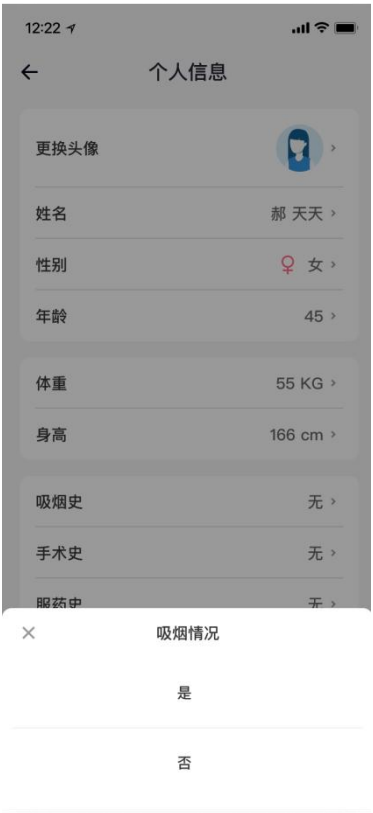 12:22
个人信息
更换头像
姓名 郝 天天
性别 女
年龄 45
体重 55 KG
身高 166 cm
吸烟史 无
手术史 无
服药史 无
吸烟情况
是
否